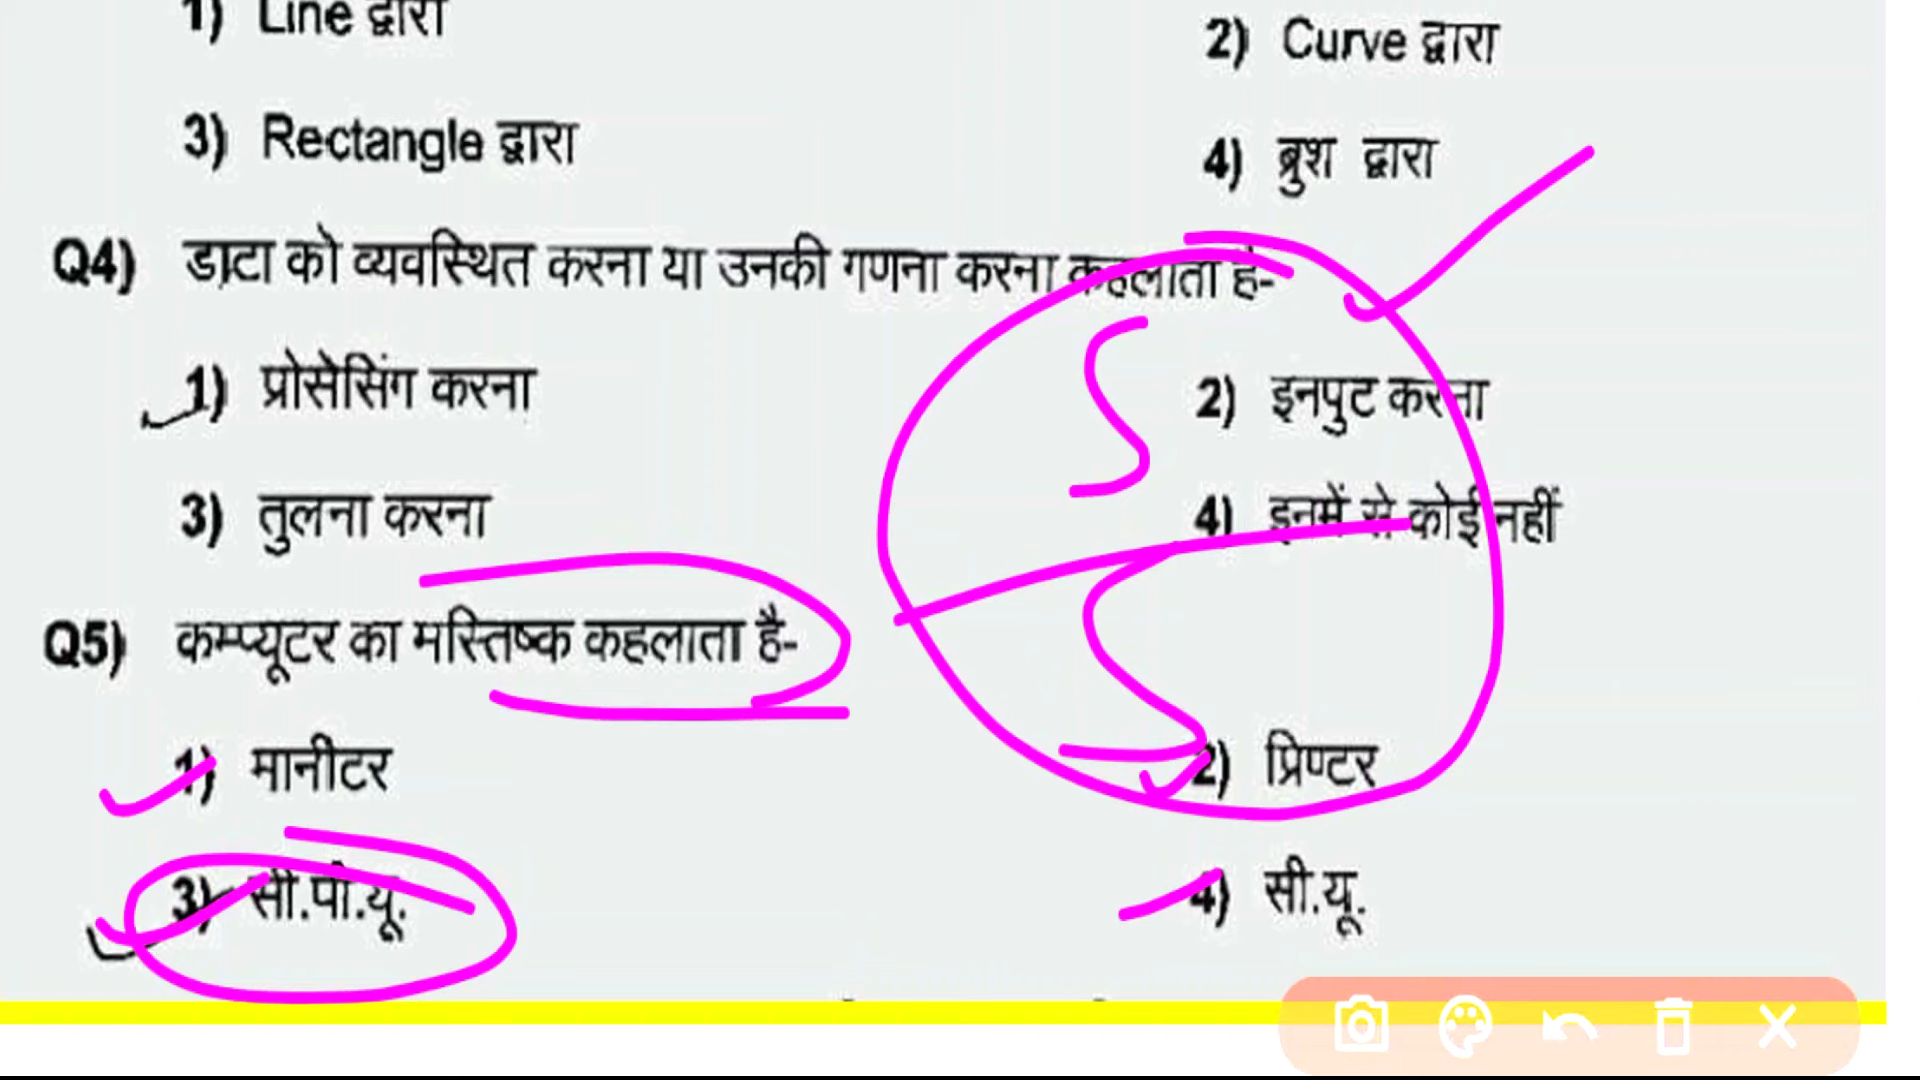 1) Line द्वारा
2) Curve द्वारा
3) Rectangle द्वारा
4) ब्रुश द्वारा
Q4) डाटा को व्यवस्थित करना या उनकी गणना करना कहलाता है-
1) प्रोसेसिंग करना
2) इनपुट करना
3) तुलना करना
4) इनमें से कोई नहीं
Q5) कम्प्यूटर का मस्तिष्क कहलाता है-
1) मानीटर
2) प्रिण्टर
3) सी.पी.यू.
4) सी.यू.